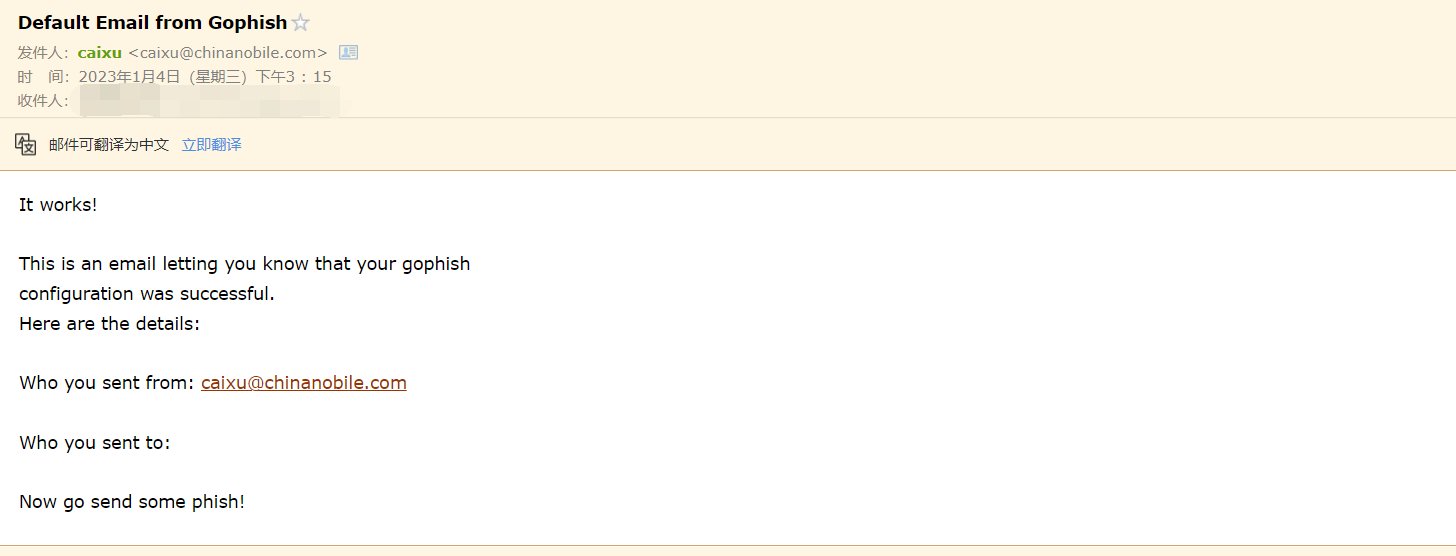 Default Email from Gophish
发件人：caixu <caixu@chinanobile.com>
时 间：2023年1月4日（星期三）下午3：15
收件人：
邮件可翻译为中文 立即翻译
It works!
This is an email letting you know that your gophish
configuration was successful.
Here are the details:
Who you sent from: caixu@chinanobile.com
Who you sent to:
Now go send some phish!